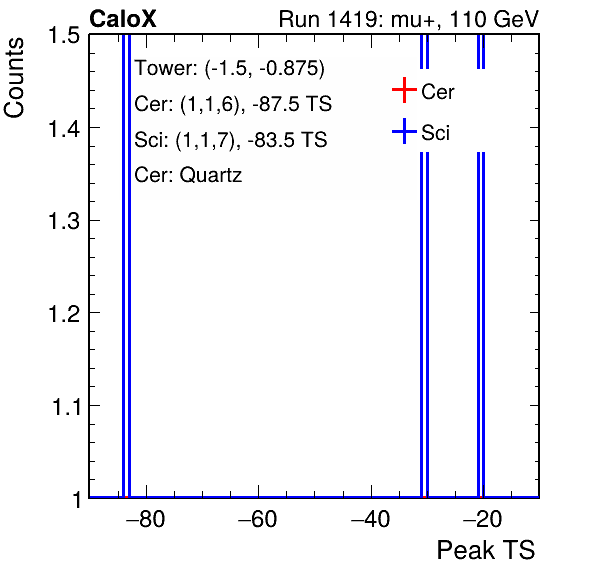 CaloX Run 1419: mu+, 110 GeV
Counts
1.5
1.4
1.3
1.2
1.1
1
Tower: (-1.5, -0.875)
Cer: (1,1,6), -87.5 TS
Sci: (1,1,7), -83.5 TS
Cer: Quartz
Cer
Sci
−80 −60 −40 −20
Peak TS